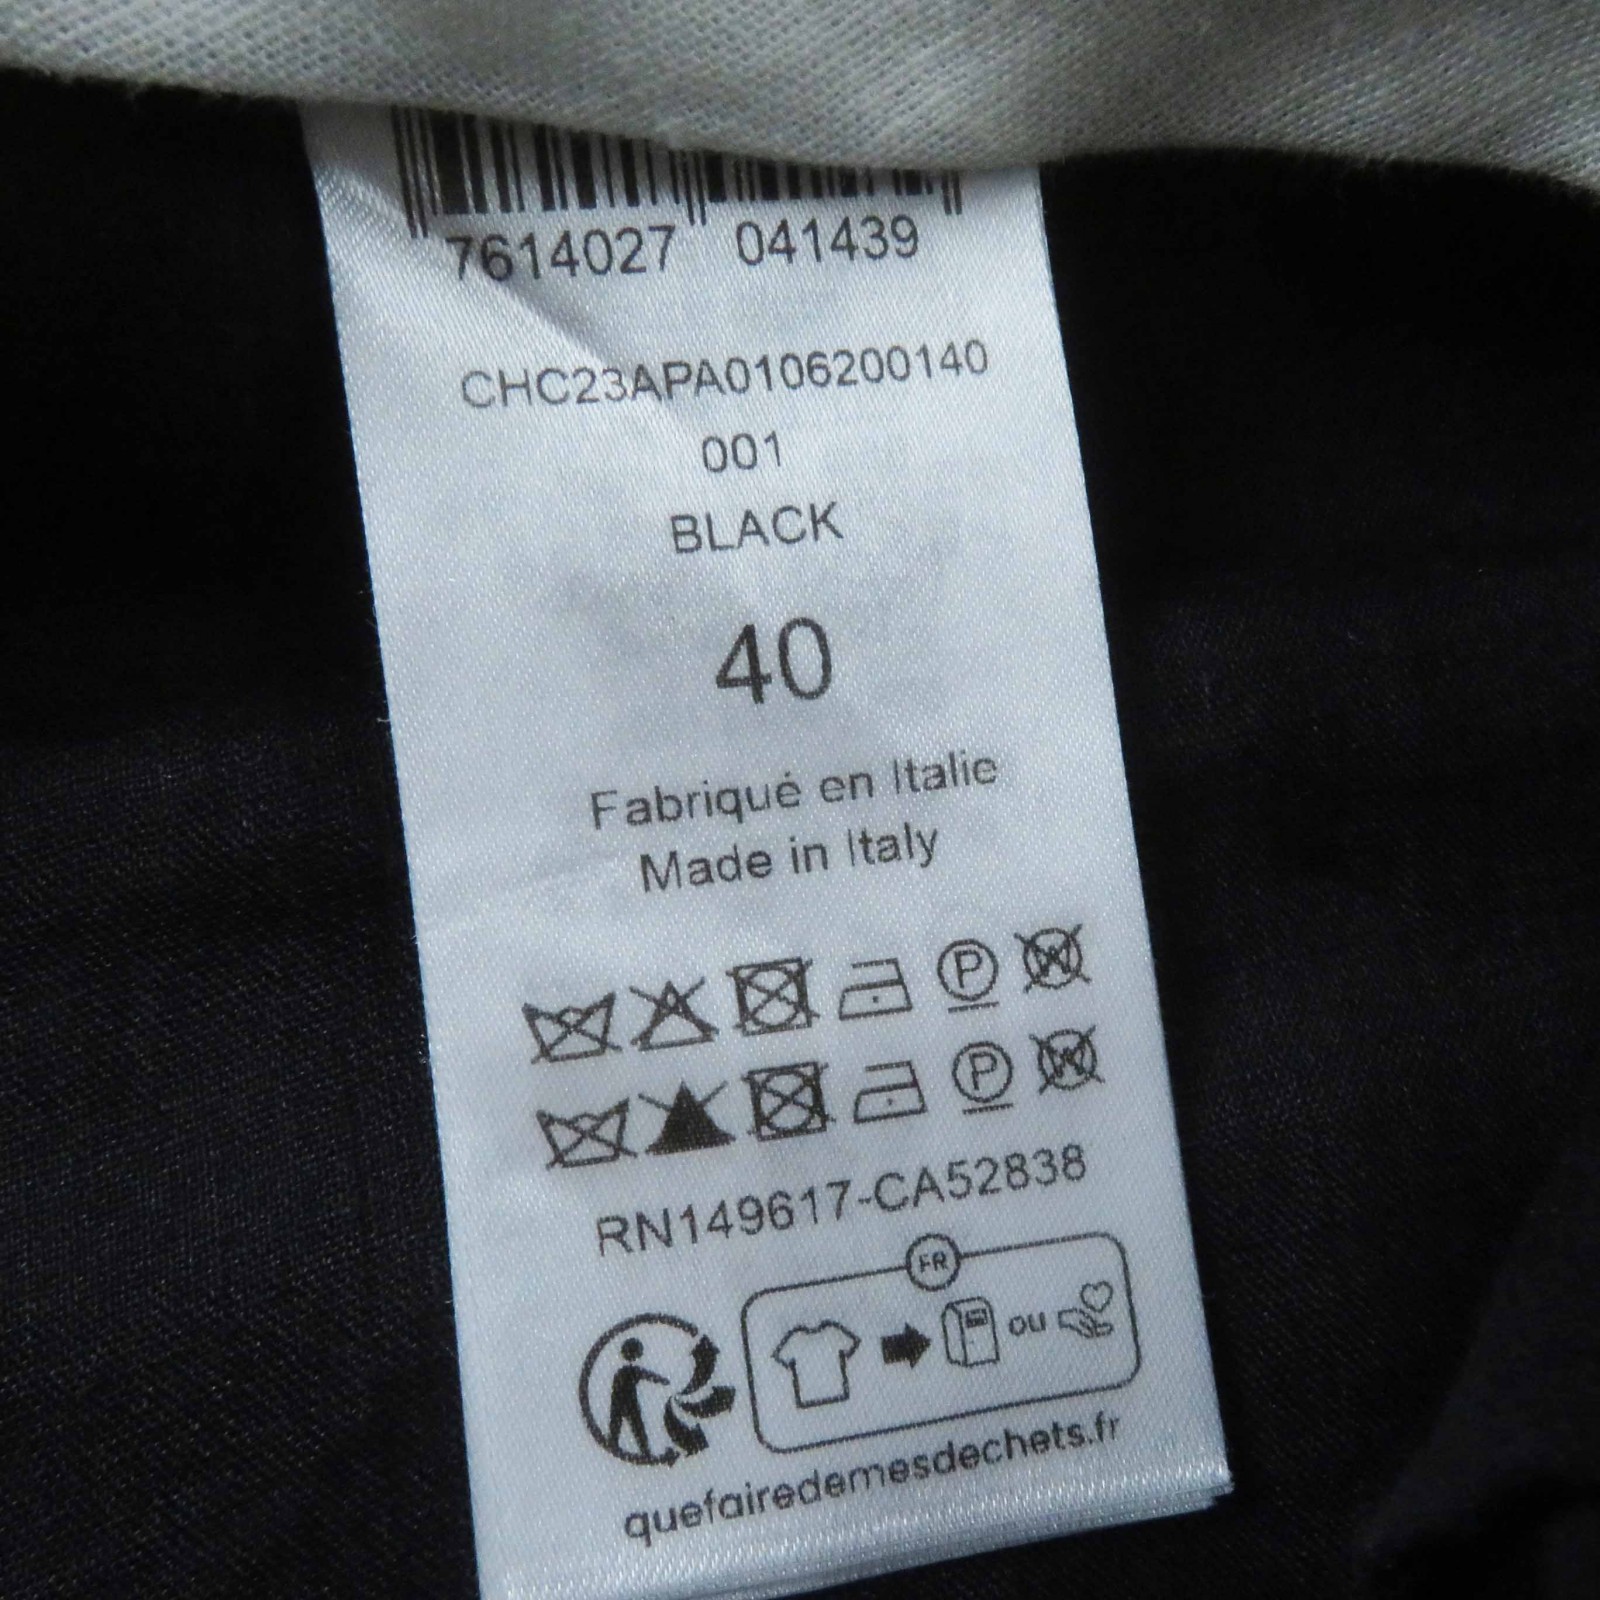 7614027 041439
CHC23APA0106200140
001
BLACK
40
Fabriqué en Italie
Made in Italy
P W
P W
RN149617-CA52838
FR
ou
quefairedemesdechets.fr